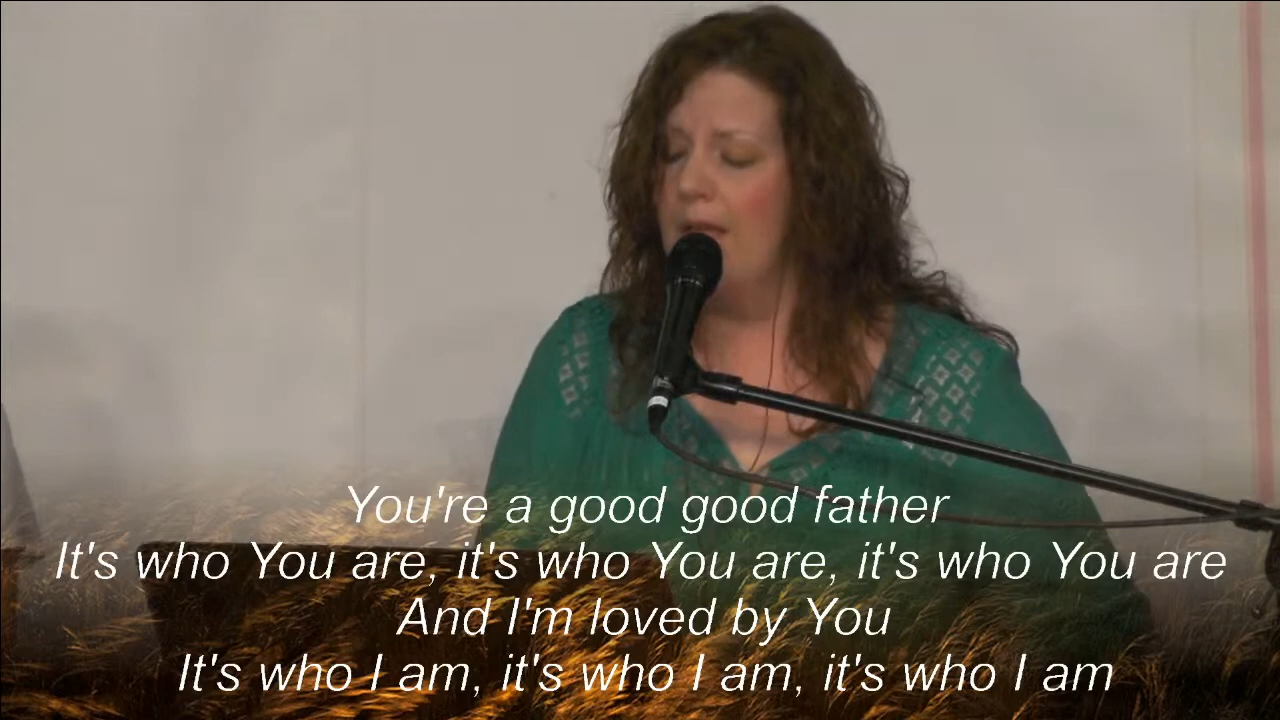 You're a good good father
It's who You are, it's who You are, it's who You are
And I'm loved by You
It's who I am, it's who I am, it's who I am